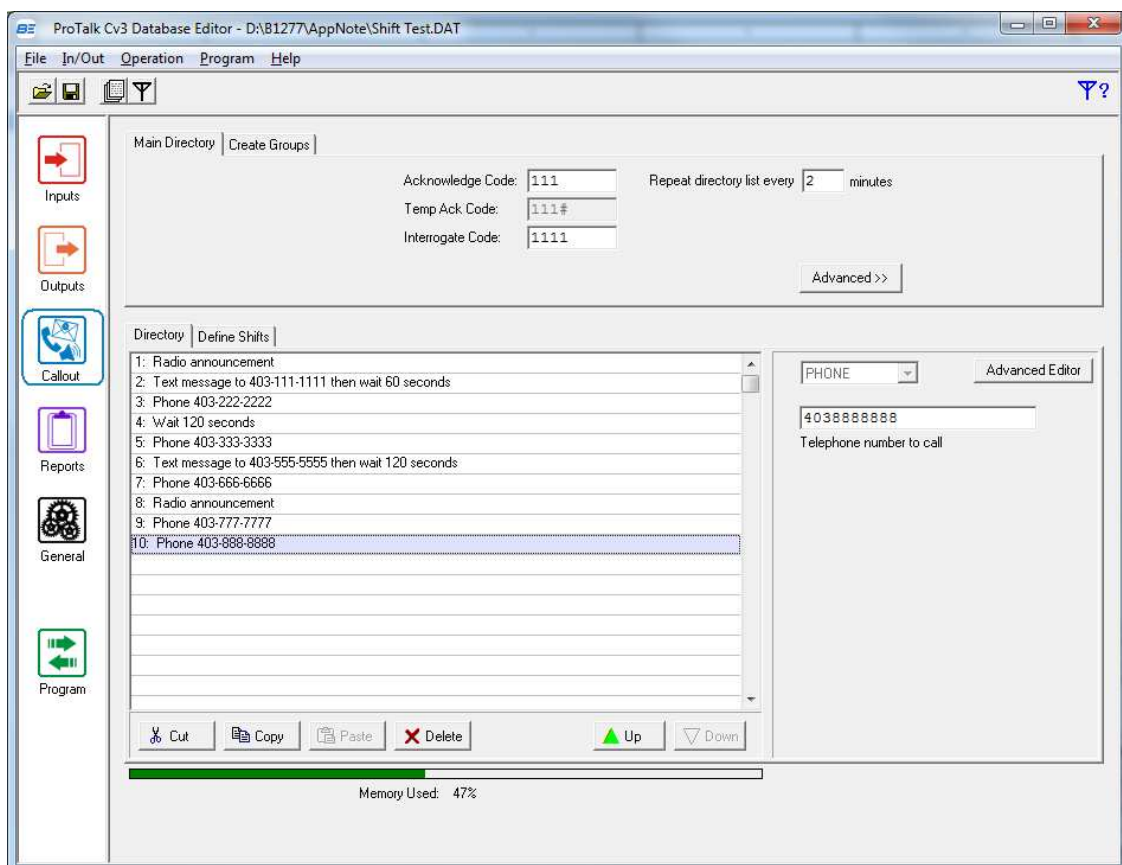 BE ProTalk Cv3 Database Editor - D:\B1277\AppNote\Shift Test.DAT
File In/Out Operation Program Help
?
Inputs
Outputs
Callout
Reports
General
Program
Main Directory Create Groups
Acknowledge Code: 111 Repeat directory list every 2 minutes
Temp Ack Code: 111#
Interrogate Code: 1111
Advanced >>
Directory Define Shifts
1: Radio announcement
2: Text message to 403-111-1111 then wait 60 seconds
3: Phone 403-222-2222
4: Wait 120 seconds
5: Phone 403-333-3333
6: Text message to 403-555-5555 then wait 120 seconds
7: Phone 403-666-6666
8: Radio announcement
9: Phone 403-777-7777
10: Phone 403-888-8888
PHONE Advanced Editor
4038888888
Telephone number to call
Cut Copy Paste Delete Up Down
Memory Used: 47%